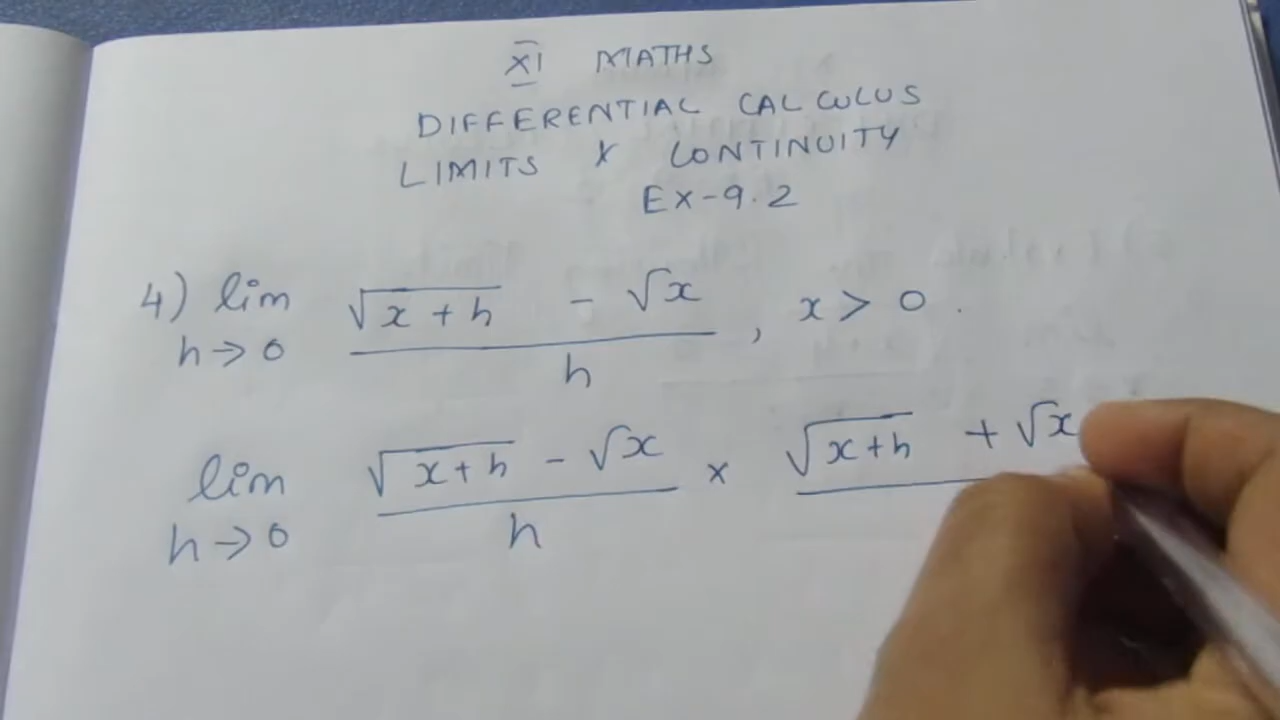 XI MATHS
DIFFERENTIAL CALCULUS
LIMITS & CONTINUITY
EX-9.2
4) lim h→0 (√(x+h) - √x)/h, x > 0.
lim h→0 (√(x+h) - √x)/h × √(x+h) + √x